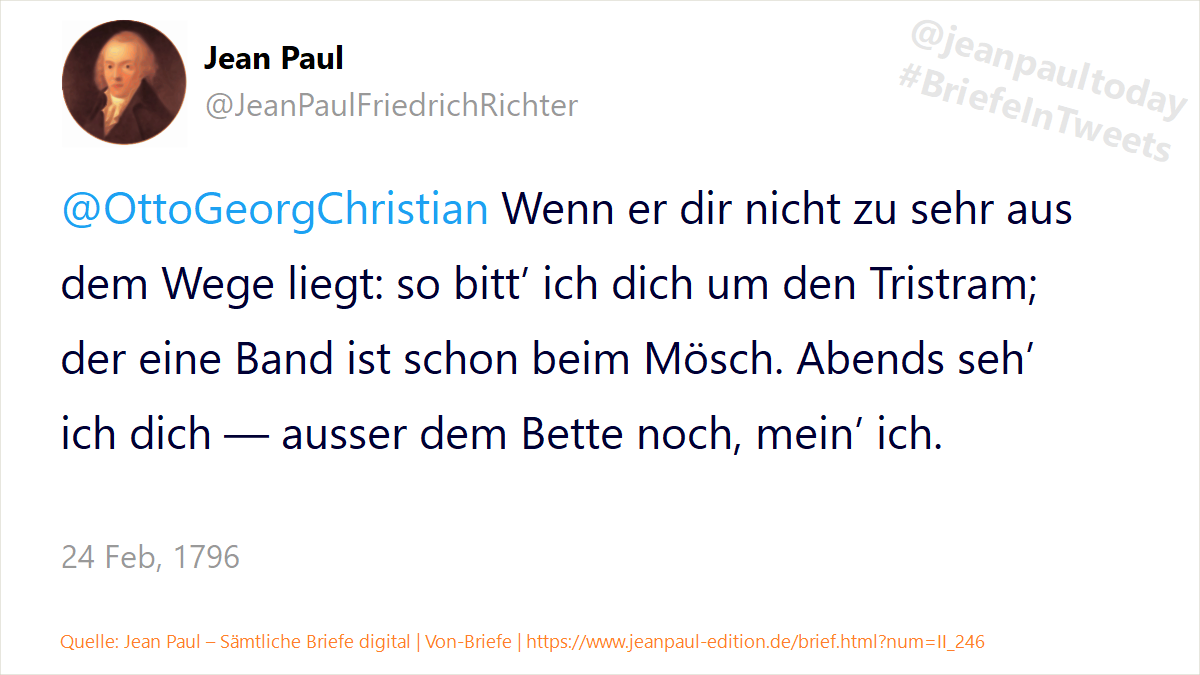 Jean Paul
@JeanPaulFriedrichRichter
@jeanpaultoday
#BriefeInTweets
@OttoGeorgChristian Wenn er dir nicht zu sehr aus
dem Wege liegt: so bitt’ ich dich um den Tristram;
der eine Band ist schon beim Mösch. Abends seh’
ich dich — ausser dem Bette noch, mein’ ich.
24 Feb, 1796
Quelle: Jean Paul – Sämtliche Briefe digital | Von-Briefe | https://www.jeanpaul-edition.de/brief.html?num=II_246